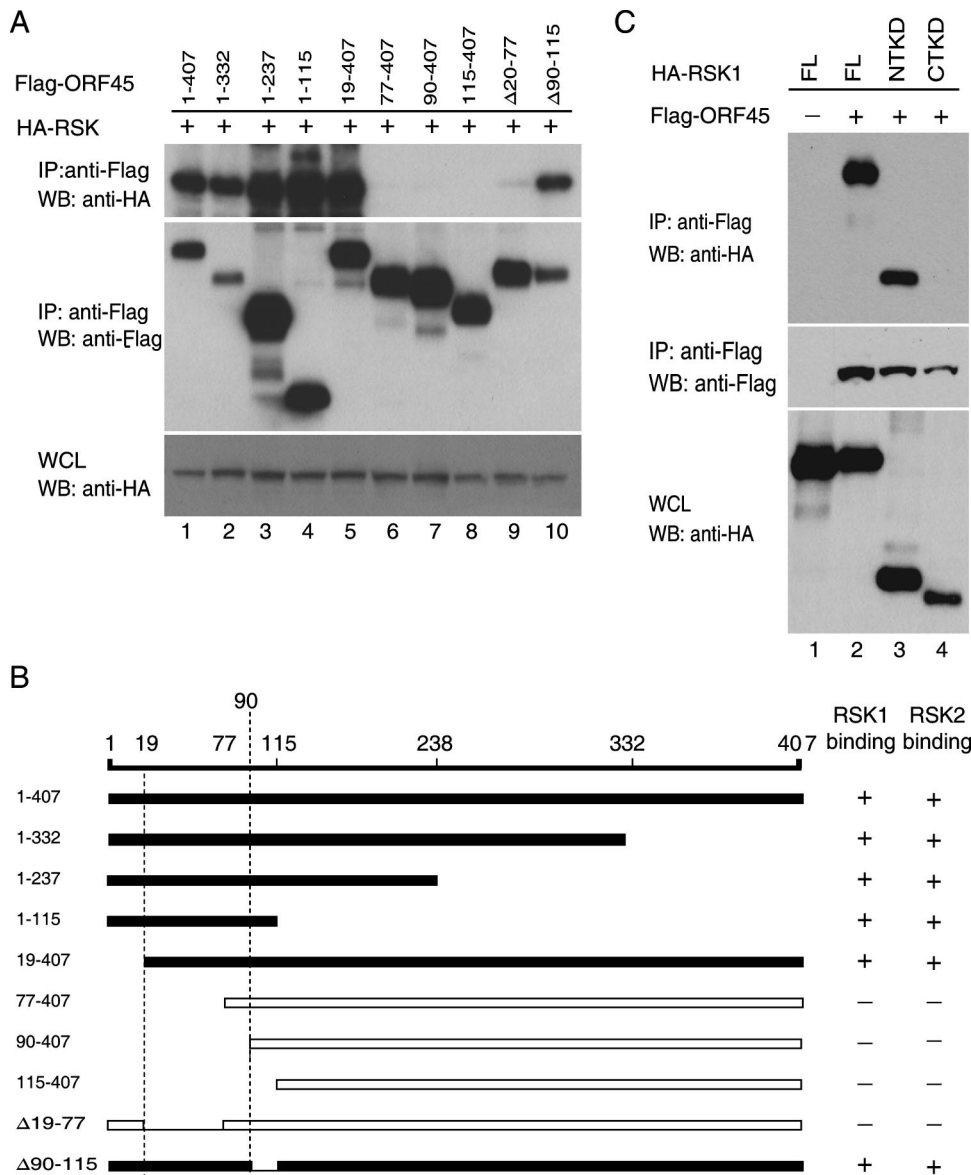 A
Flag-ORF45
1-407 1-332 1-237 1-115 19-407 77-407 90-407 115-407 Δ20-77 Δ90-115
HA-RSK + + + + + + + + + +
IP:anti-Flag
WB: anti-HA
IP: anti-Flag
WB: anti-Flag
WCL
WB: anti-HA
1 2 3 4 5 6 7 8 9 10
C
HA-RSK1 FL FL NTKD CTKD
Flag-ORF45 – + + +
IP: anti-Flag
WB: anti-HA
IP: anti-Flag
WB: anti-Flag
WCL
WB: anti-HA
1 2 3 4
B
90
1 19 77 115 238 332 407
RSK1 binding
RSK2 binding
1-407 + +
1-332 + +
1-237 + +
1-115 + +
19-407 + +
77-407 – –
90-407 – –
115-407 – –
Δ19-77 – –
Δ90-115 + +